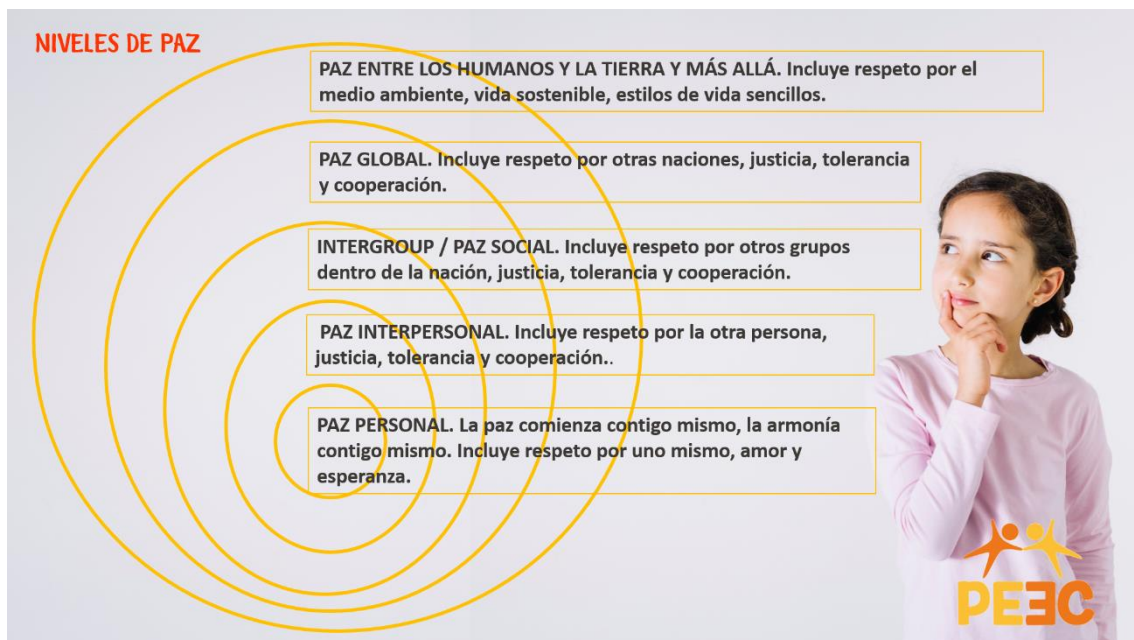 NIVELES DE PAZ
PAZ ENTRE LOS HUMANOS Y LA TIERRA Y MÁS ALLÁ. Incluye respeto por el
medio ambiente, vida sostenible, estilos de vida sencillos.
PAZ GLOBAL. Incluye respeto por otras naciones, justicia, tolerancia
y cooperación.
INTERGROUP / PAZ SOCIAL. Incluye respeto por otros grupos
dentro de la nación, justicia, tolerancia y cooperación.
PAZ INTERPERSONAL. Incluye respeto por la otra persona,
justicia, tolerancia y cooperación..
PAZ PERSONAL. La paz comienza contigo mismo, la armonía
contigo mismo. Incluye respeto por uno mismo, amor y
esperanza.
PEEC